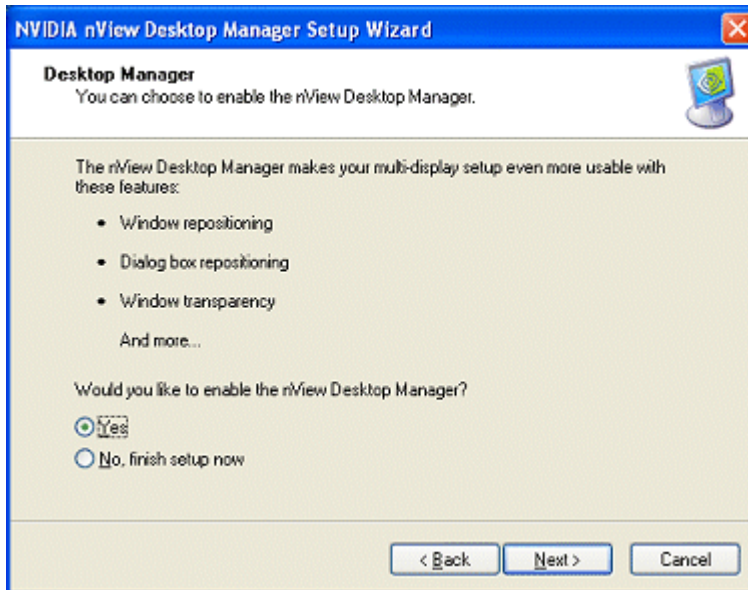 NVIDIA nView Desktop Manager Setup Wizard
Desktop Manager
You can choose to enable the nView Desktop Manager.
The nView Desktop Manager makes your multi-display setup even more usable with
these features:
• Window repositioning
• Dialog box repositioning
• Window transparency
And more...
Would you like to enable the nView Desktop Manager?
Yes
No, finish setup now
< Back
Next >
Cancel